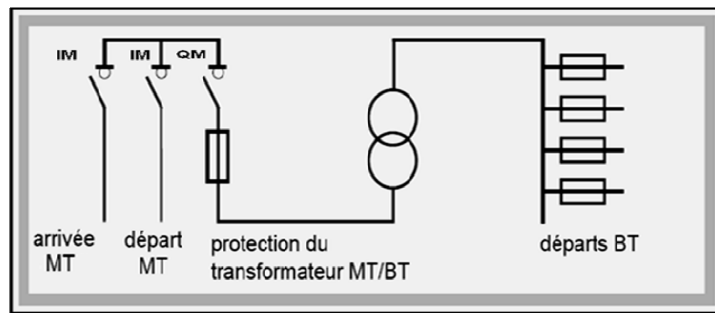 IM IM QM
arrivée MT
départ MT
protection du
transformateur MT/BT
départs BT